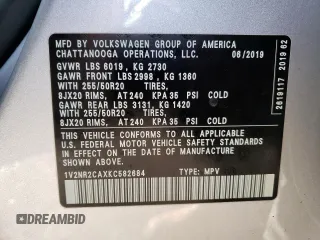 MFD BY VOLKSWAGEN GROUP OF AMERICA
CHATTANOOGA OPERATIONS, LLC. 06/2019
GVWR LBS 6019 , KG 2730
GAWR FRONT LBS 2998 , KG 1360
WITH 255/50R20 TIRES,
8JX20 RIMS, AT 240 KPA 35 PSI COLD
GAWR REAR LBS 3131, KG 1420
WITH 255/50R20 TIRES,
8JX20 RIMS, AT 240 KPA 35 PSI COLD
THIS VEHICLE CONFORMS TO ALL APPLICABLE
U.S. FEDERAL MOTOR VEHICLE SAFETY STANDARDS
IN EFFECT ON THE DATE OF MANUFACTURE
SHOWN ABOVE.
1V2NR2CAXKC582684 TYPE: MPV
2619117 2019 62
DREAMBID